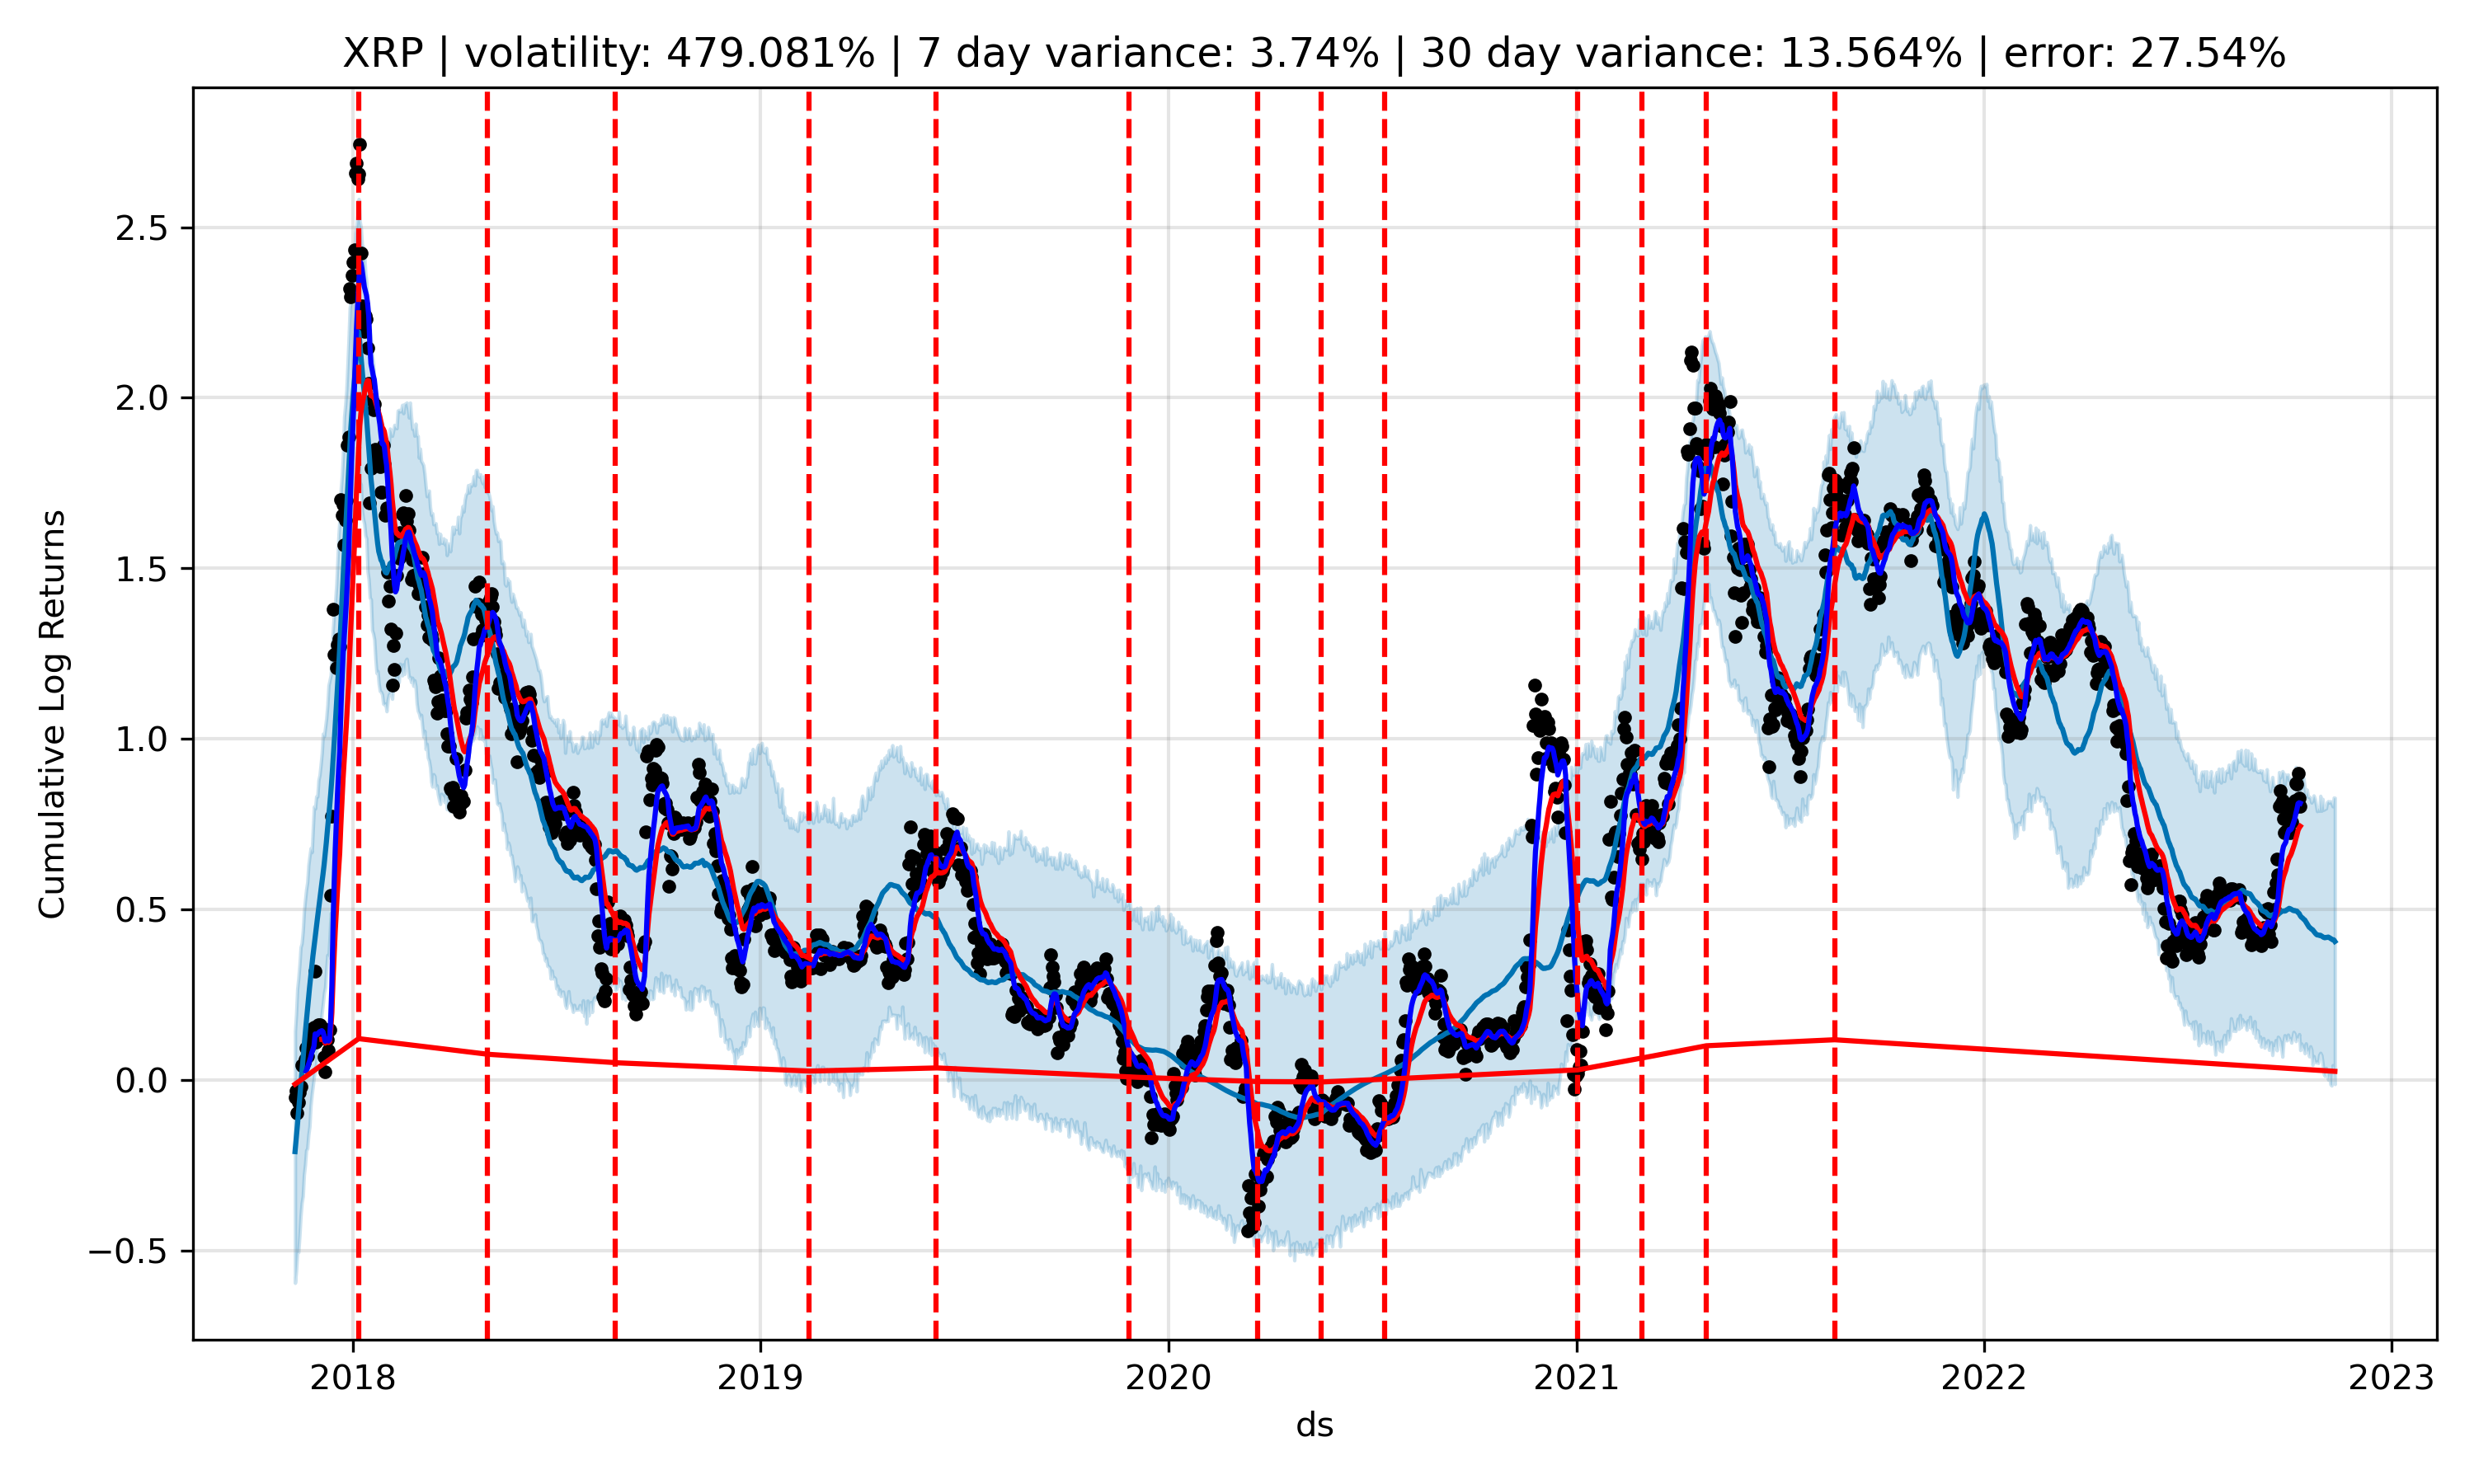 XRP | volatility: 479.081% | 7 day variance: 3.74% | 30 day variance: 13.564% | error: 27.54%
Cumulative Log Returns
2.5
2.0
1.5
1.0
0.5
0.0
−0.5
2018 2019 2020 2021 2022 2023
ds